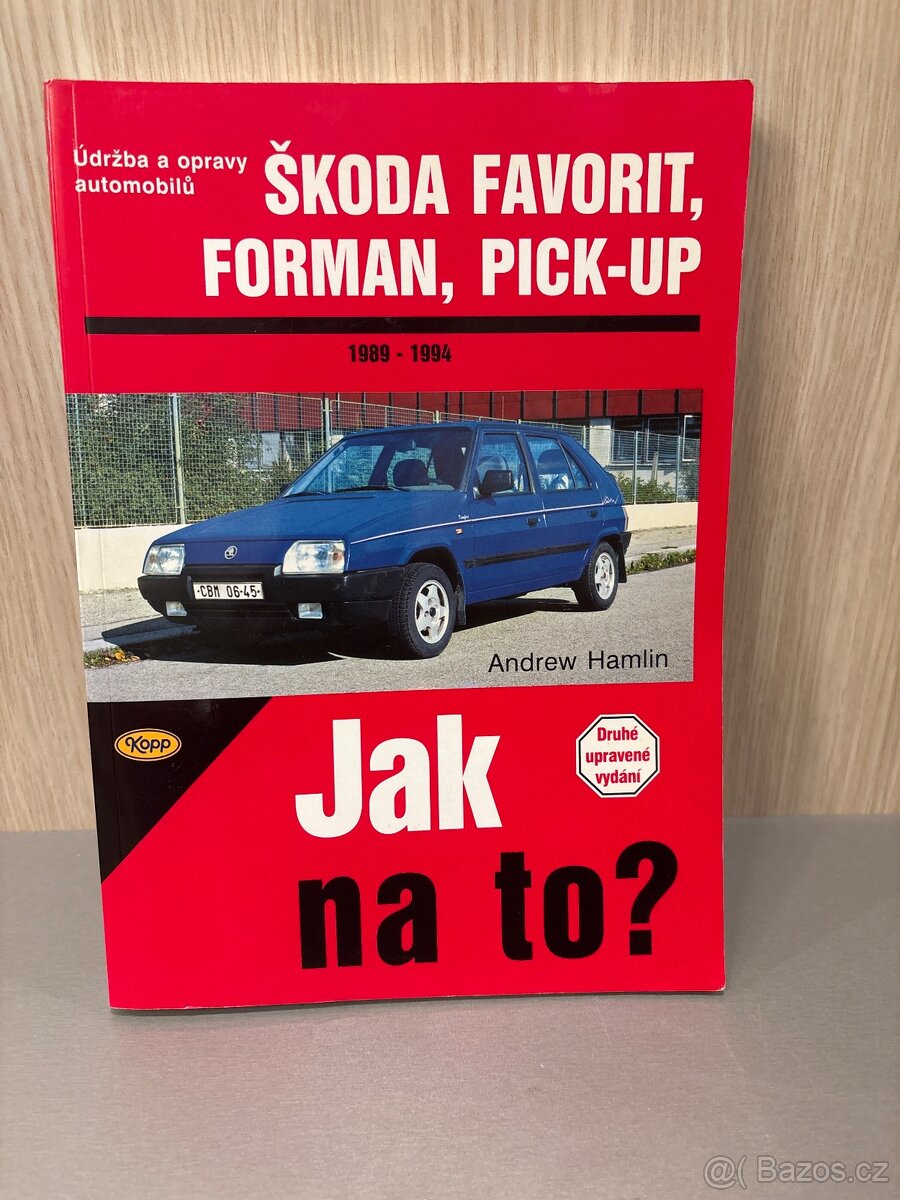 Údržba a opravy
automobilů
ŠKODA FAVORIT,
FORMAN, PICK-UP
1989 - 1994
CBM 06-45
Andrew Hamlin
Kopp
Druhé
upravené
vydání
Jak
na to?
@( Bazos.cz